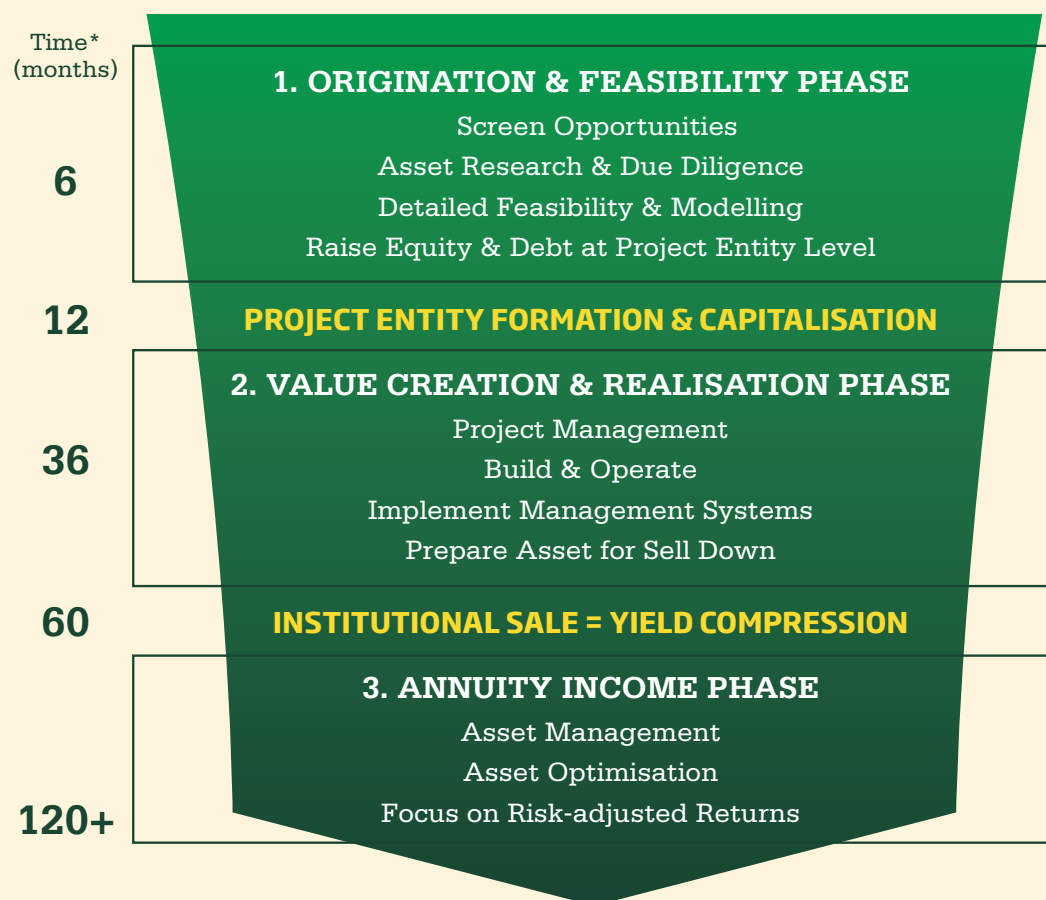 Time*
(months)
1. ORIGINATION & FEASIBILITY PHASE
Screen Opportunities
Asset Research & Due Diligence
6
Detailed Feasibility & Modelling
Raise Equity & Debt at Project Entity Level
12
PROJECT ENTITY FORMATION & CAPITALISATION
2. VALUE CREATION & REALISATION PHASE
Project Management
36
Build & Operate
Implement Management Systems
Prepare Asset for Sell Down
60
INSTITUTIONAL SALE = YIELD COMPRESSION
3. ANNUITY INCOME PHASE
Asset Management
Asset Optimisation
Focus on Risk-adjusted Returns
120+